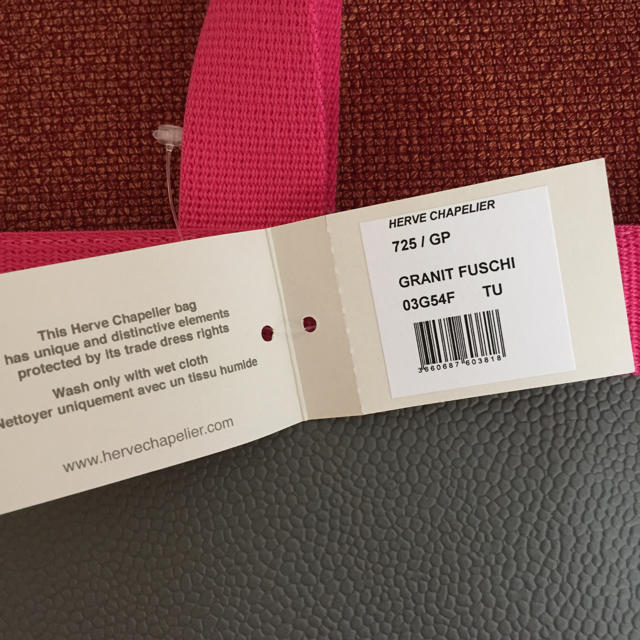 This Herve Chapelier bag
has unique and distinctive elements
protected by its trade dress rights
Wash only with wet cloth
Nettoyer uniquement avec un tissu humide
www.hervechapelier.com
HERVE CHAPELIER
725 / GP
GRANIT FUSCHI
03G54F TU
3660687603818